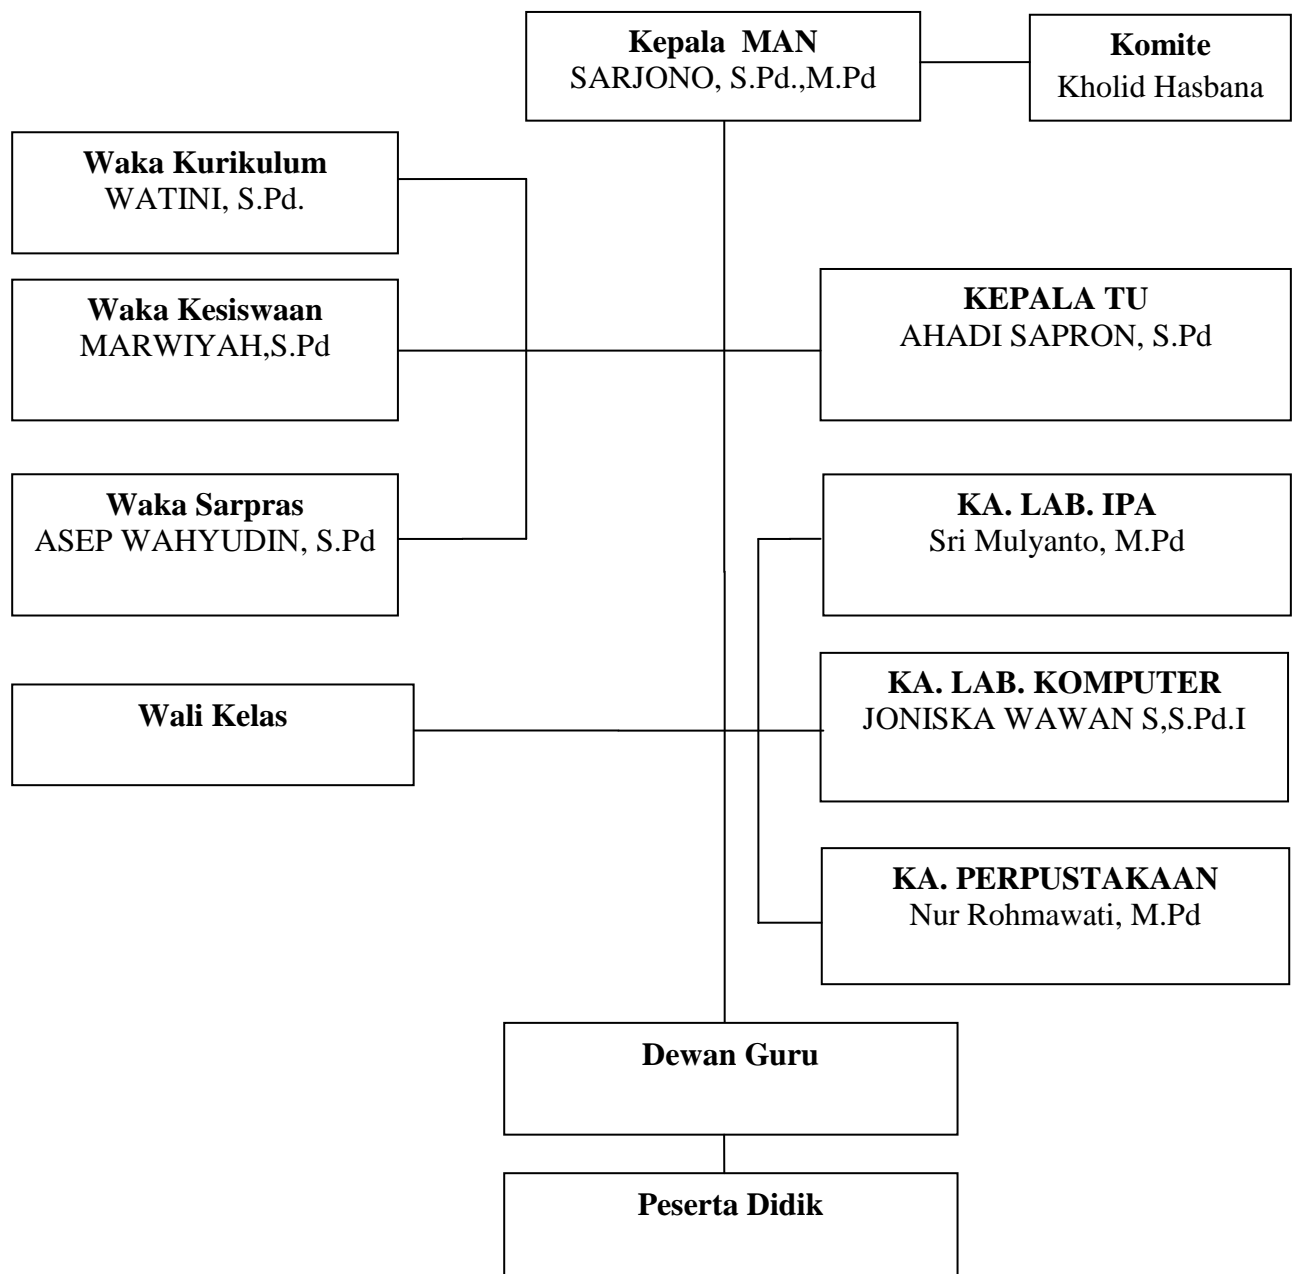 Kepala MAN
SARJONO, S.Pd.,M.Pd
Komite
Kholid Hasbana
Waka Kurikulum
WATINI, S.Pd.
Waka Kesiswaan
MARWIYAH,S.Pd
KEPALA TU
AHADI SAPRON, S.Pd
Waka Sarpras
ASEP WAHYUDIN, S.Pd
KA. LAB. IPA
Sri Mulyanto, M.Pd
Wali Kelas
KA. LAB. KOMPUTER
JONISKA WAWAN S,S.Pd.I
KA. PERPUSTAKAAN
Nur Rohmawati, M.Pd
Dewan Guru
Peserta Didik